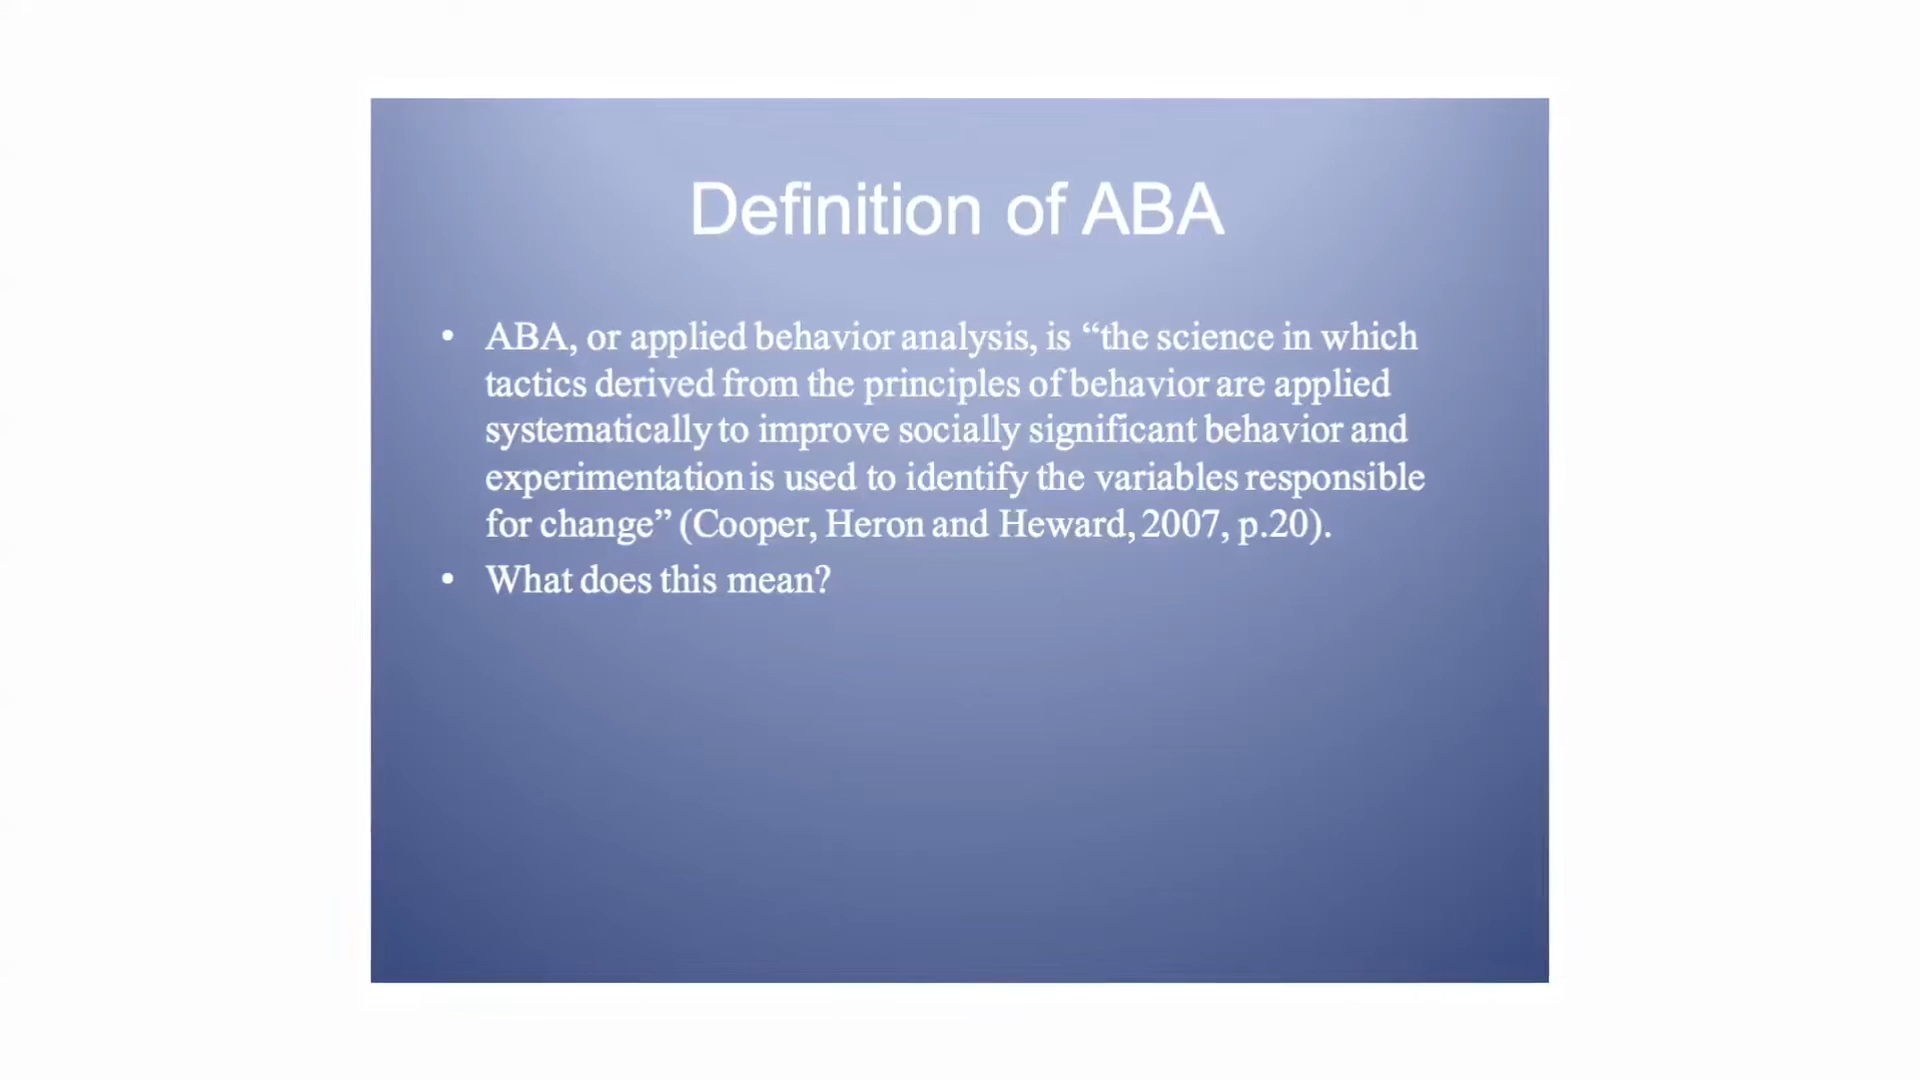 Definition of ABA
• ABA, or applied behavior analysis, is “the science in which
tactics derived from the principles of behavior are applied
systematically to improve socially significant behavior and
experimentation is used to identify the variables responsible
for change” (Cooper, Heron and Heward, 2007, p.20).
• What does this mean?